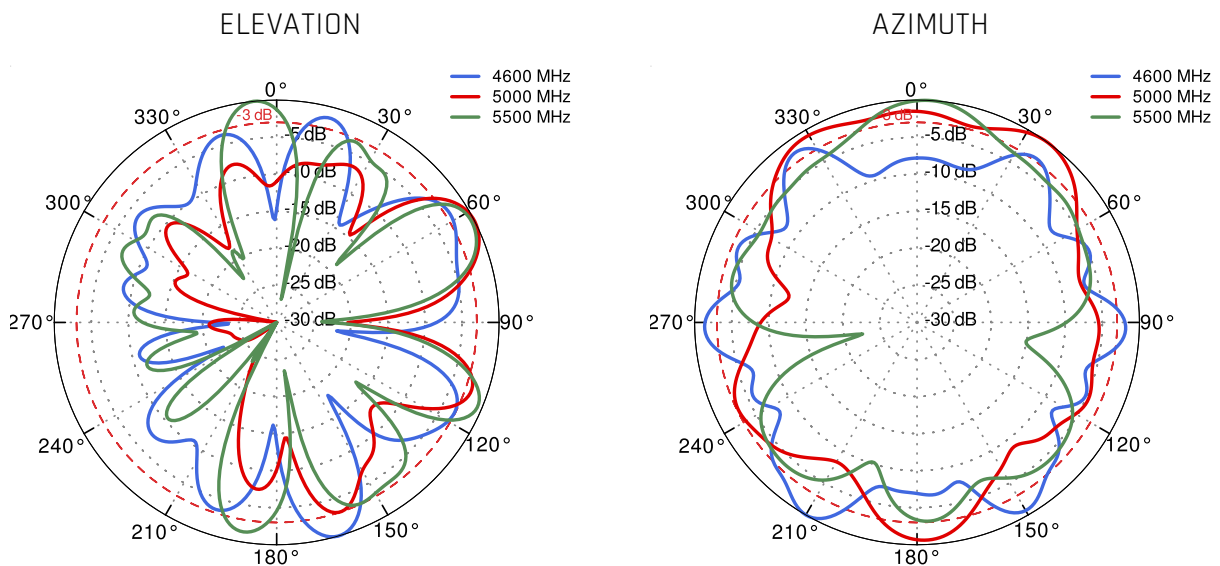 ELEVATION
AZIMUTH
4600 MHz
5000 MHz
5500 MHz
0°
330°
30°
300°
60°
270°
90°
240°
120°
210°
150°
180°
-3 dB
-5 dB
-10 dB
-15 dB
-20 dB
-25 dB
-30 dB
4600 MHz
5000 MHz
5500 MHz
0°
330°
30°
300°
60°
270°
90°
240°
120°
210°
150°
180°
-3 dB
-5 dB
-10 dB
-15 dB
-20 dB
-25 dB
-30 dB